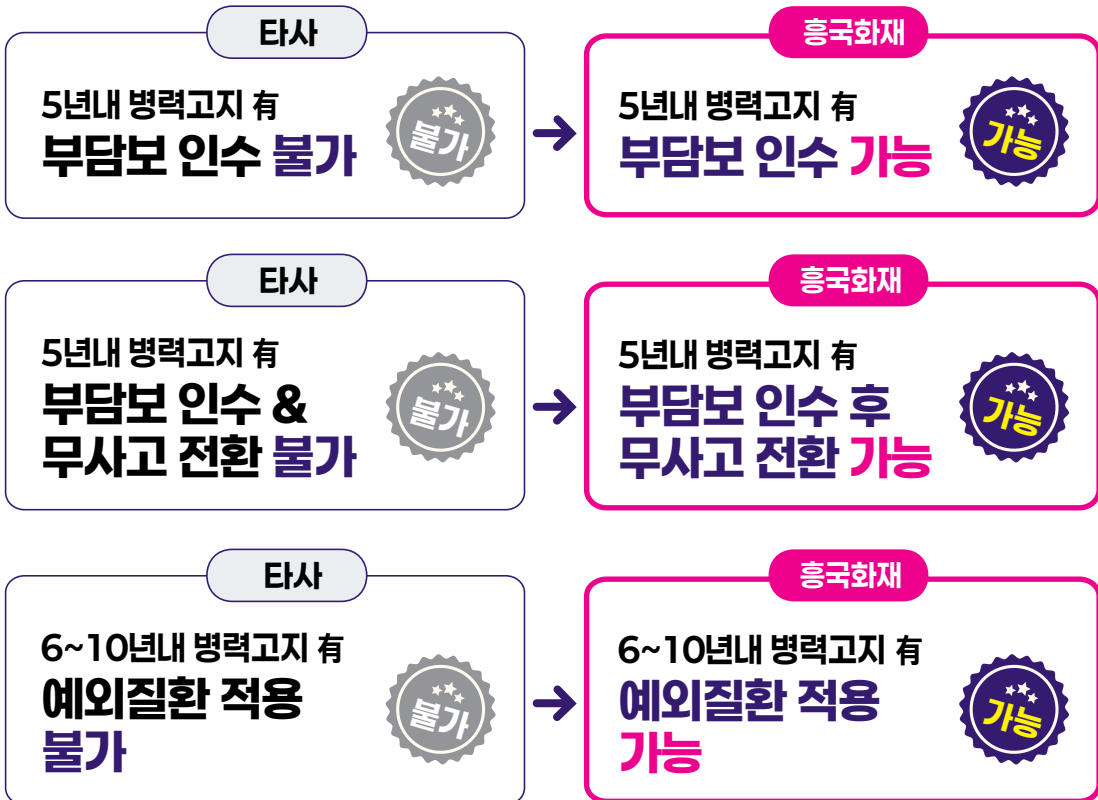 타사
5년내 병력고지 有
부담보 인수 불가
불가
흥국화재
5년내 병력고지 有
부담보 인수 가능
가능
타사
5년내 병력고지 有
부담보 인수 &
무사고 전환 불가
불가
흥국화재
5년내 병력고지 有
부담보 인수 후
무사고 전환 가능
가능
타사
6~10년내 병력고지 有
예외질환 적용
불가
불가
흥국화재
6~10년내 병력고지 有
예외질환 적용
가능
가능